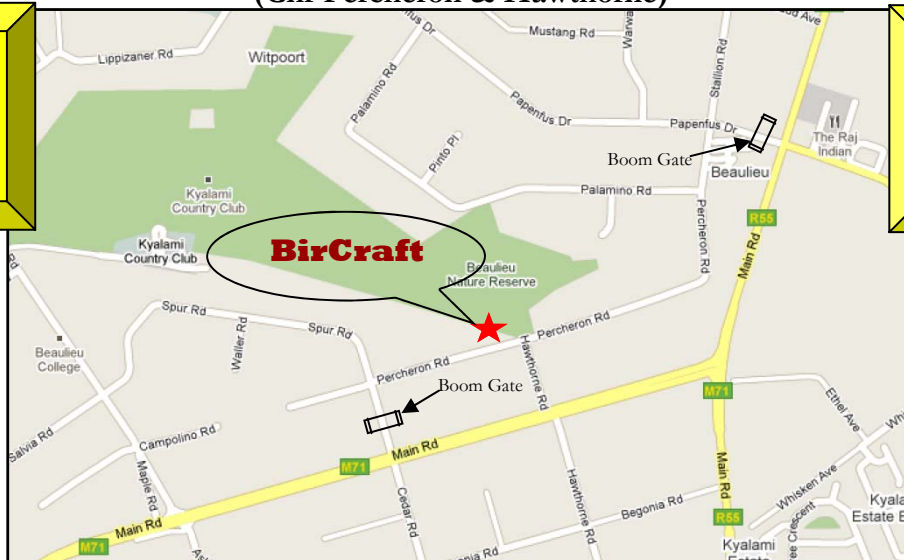 (Cnr Percheron & Hawthorne)
Lippizaner Rd
Witpoort
Mustang Rd
Stallion Rd
Palamino Rd
Papenfus Dr
Papenfus Dr
The Raj
Indian
Boom Gate
Beaulieu
Pinto Pl
Palamino Rd
Kyalami
Country Club
Percheron Rd
R55
Main Rd
Kyalami
Country Club
BirCraft
Beaulieu
Nature Reserve
Spur Rd
Spur Rd
Waller Rd
Percheron Rd
Beaulieu
College
Hawthorne Rd
Percheron Rd
Boom Gate
M71
Ethel Ave
Salvia Rd
Campolino Rd
Main Rd
M71
Maple Rd
Main Rd
Whisken Ave
Cedar Rd
Hawthorne Rd
Begonia Rd
R55
Main Rd
M71
Kyalami